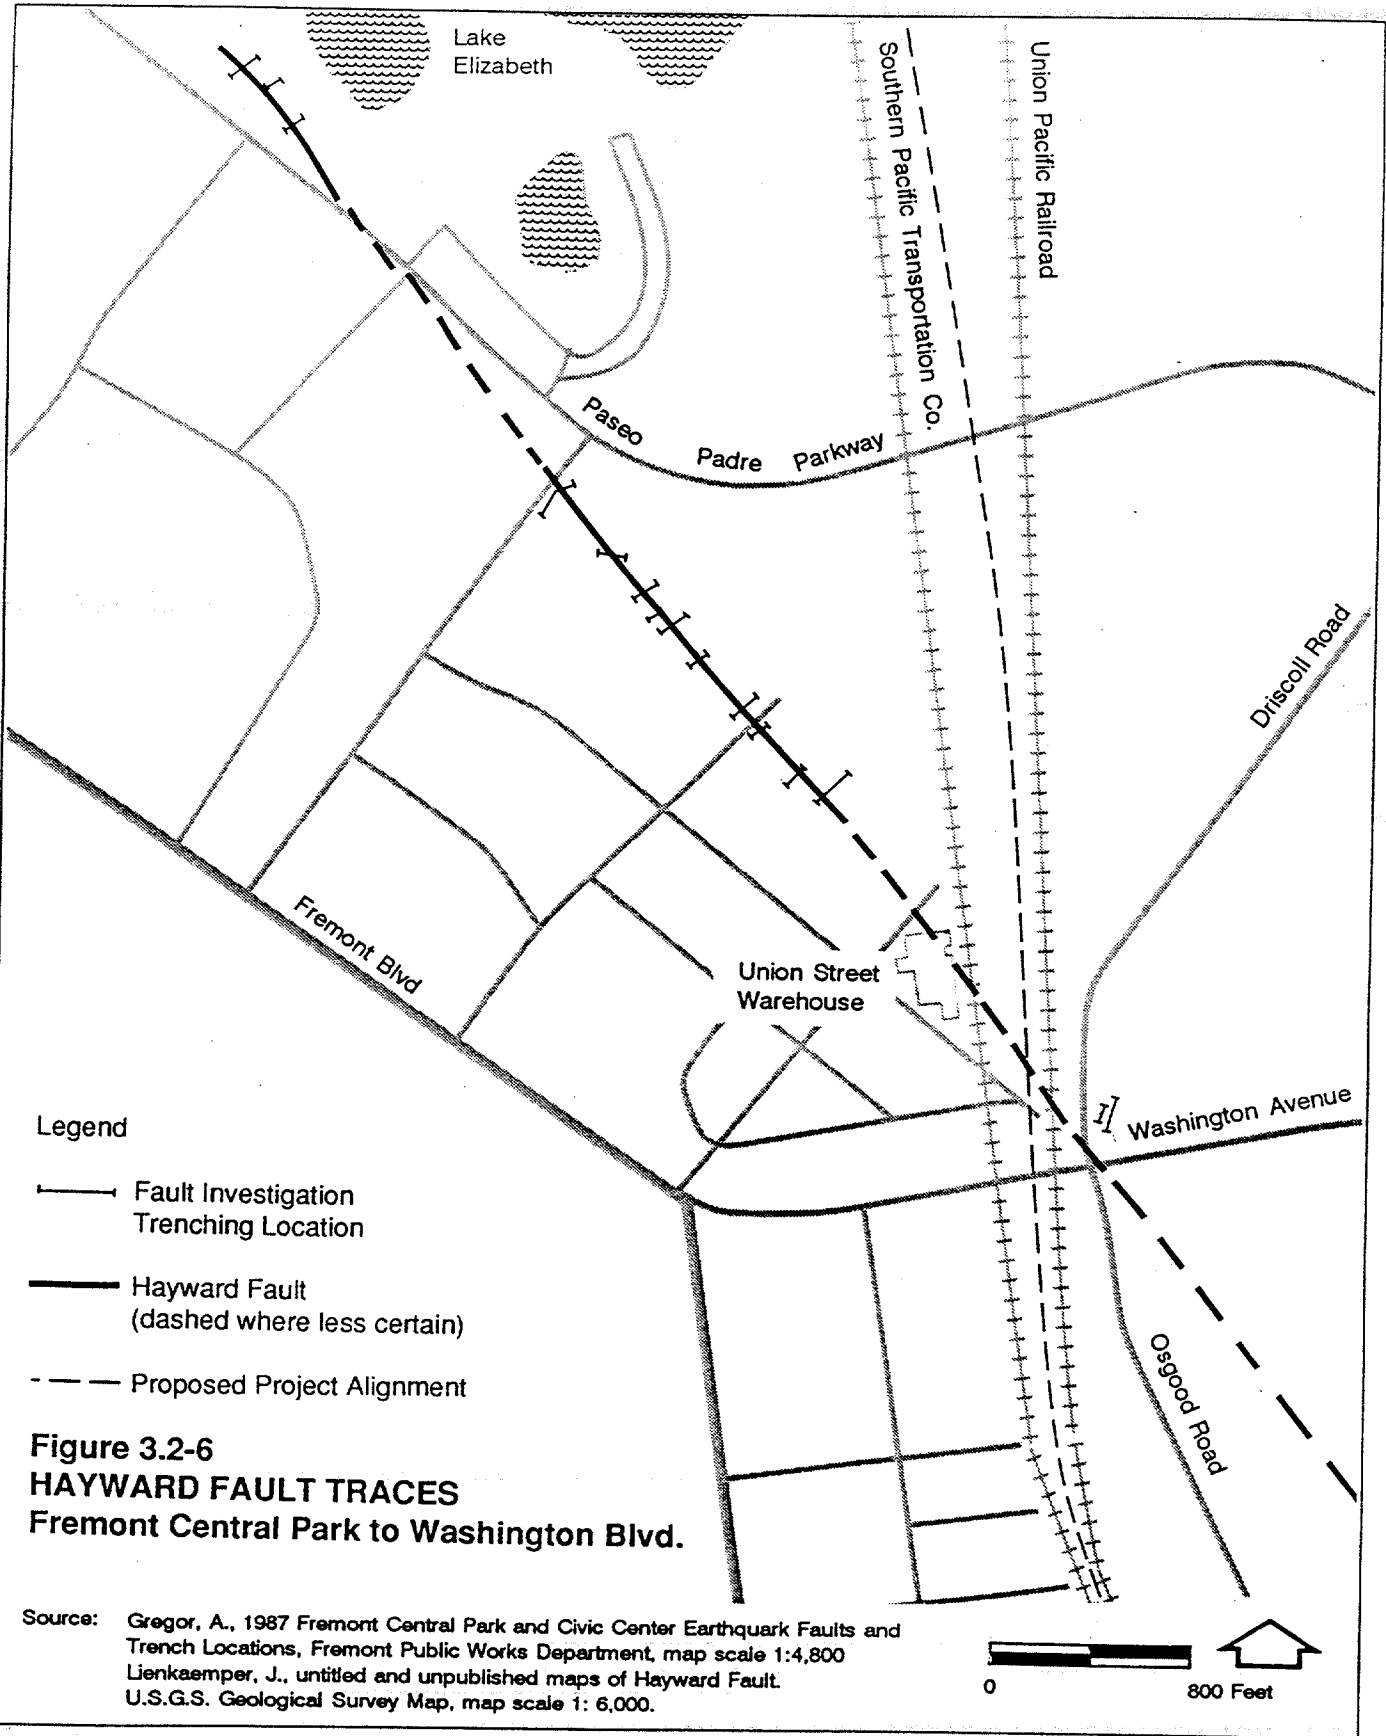 Lake
Elizabeth
Southern Pacific Transportation Co.
Union Pacific Railroad
Paseo Padre Parkway
Driscoll Road
Fremont Blvd
Union Street
Warehouse
Washington Avenue
Osgood Road
Legend
Fault Investigation
Trenching Location
Hayward Fault
(dashed where less certain)
Proposed Project Alignment
Figure 3.2-6
HAYWARD FAULT TRACES
Fremont Central Park to Washington Blvd.
Source: Gregor, A., 1987 Fremont Central Park and Civic Center Earthquark Faults and
Trench Locations, Fremont Public Works Department, map scale 1:4,800
Lienkaemper, J., untitled and unpublished maps of Hayward Fault.
U.S.G.S. Geological Survey Map, map scale 1: 6,000.
0 800 Feet